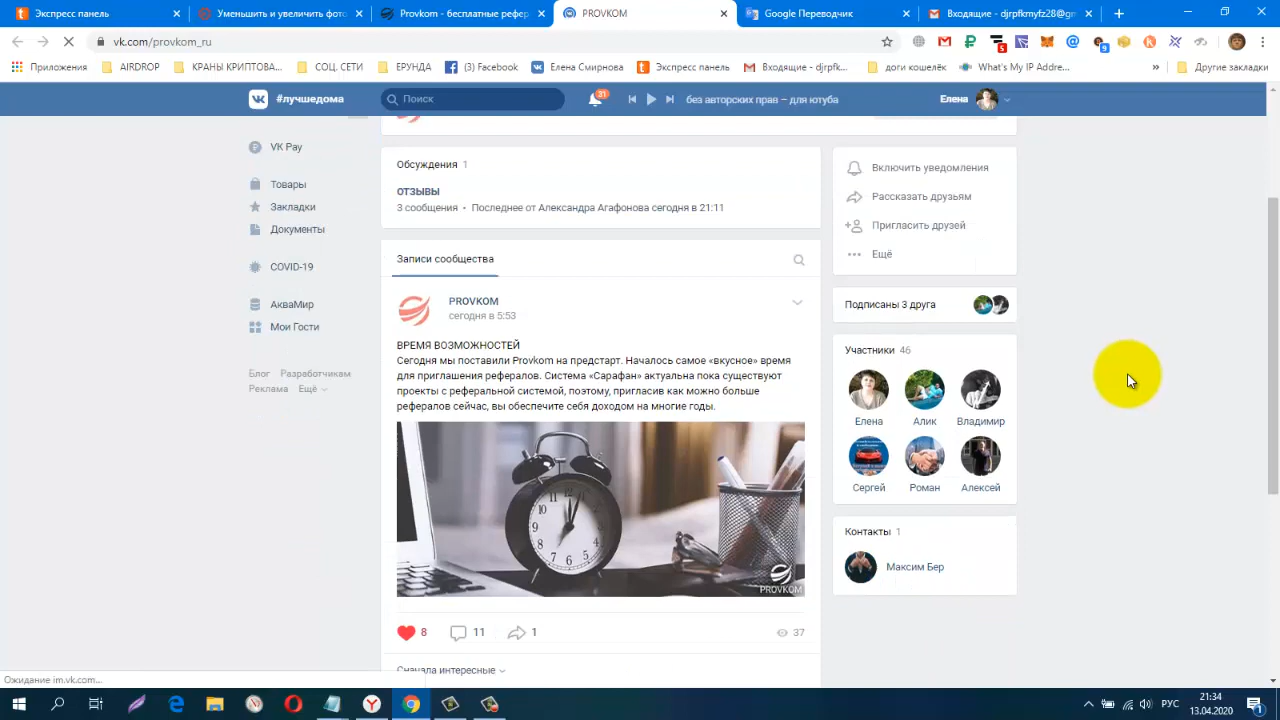 Экспресс панель
Уменьшить и увеличить фотс
Provkom - бесплатные рефер
PROVKOM
Google Переводчик
Входящие - djrpfkmyfz28@gm
vk.com/provkom_ru
5
9
Приложения
AIRDROP
КРАНЫ КРИПТОВА...
СОЦ. СЕТИ
ЕРУНДА
(3) Facebook
Елена Смирнова
Экспресс панель
Входящие - djrpfk...
доги кошелёк
What's My IP Addre...
»
Другие закладки
#лучшедома
Поиск
31
без авторских прав – для ютуба
Елена
VK Pay
Товары
Закладки
Документы
COVID-19
АкваМир
Мои Гости
Блог Разработчикам
Реклама Ещё
Обсуждения 1
ОТЗЫВЫ
3 сообщения • Последнее от Александра Агафонова сегодня в 21:11
Записи сообщества
PROVKOM
сегодня в 5:53
ВРЕМЯ ВОЗМОЖНОСТЕЙ
Сегодня мы поставили Provkom на предстарт. Началось самое «вкусное» время
для приглашения рефералов. Система «Сарафан» актуальна пока существуют
проекты с реферальной системой, поэтому, пригласив как можно больше
рефералов сейчас, вы обеспечите себя доходом на многие годы.
PROVKOM
8
11
1
37
Сначала интересные
Включить уведомления
Рассказать друзьям
Пригласить друзей
Ещё
Подписаны 3 друга
Участники 46
Елена
Алик
Владимир
Сергей
Роман
Алексей
Контакты 1
Максим Бер
Ожидание im.vk.com...
РУС
21:34
13.04.2020
1